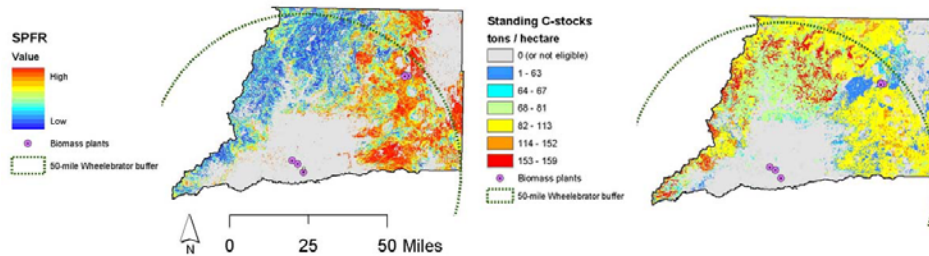 SPFR
Value
High
Low
Biomass plants
50-mile Wheelebrator buffer
N
0 25 50 Miles
Standing C-stocks
tons / hectare
0 (or not eligible)
1 - 63
64 - 67
68 - 81
82 - 113
114 - 152
153 - 159
Biomass plants
50-mile Wheelebrator buffer